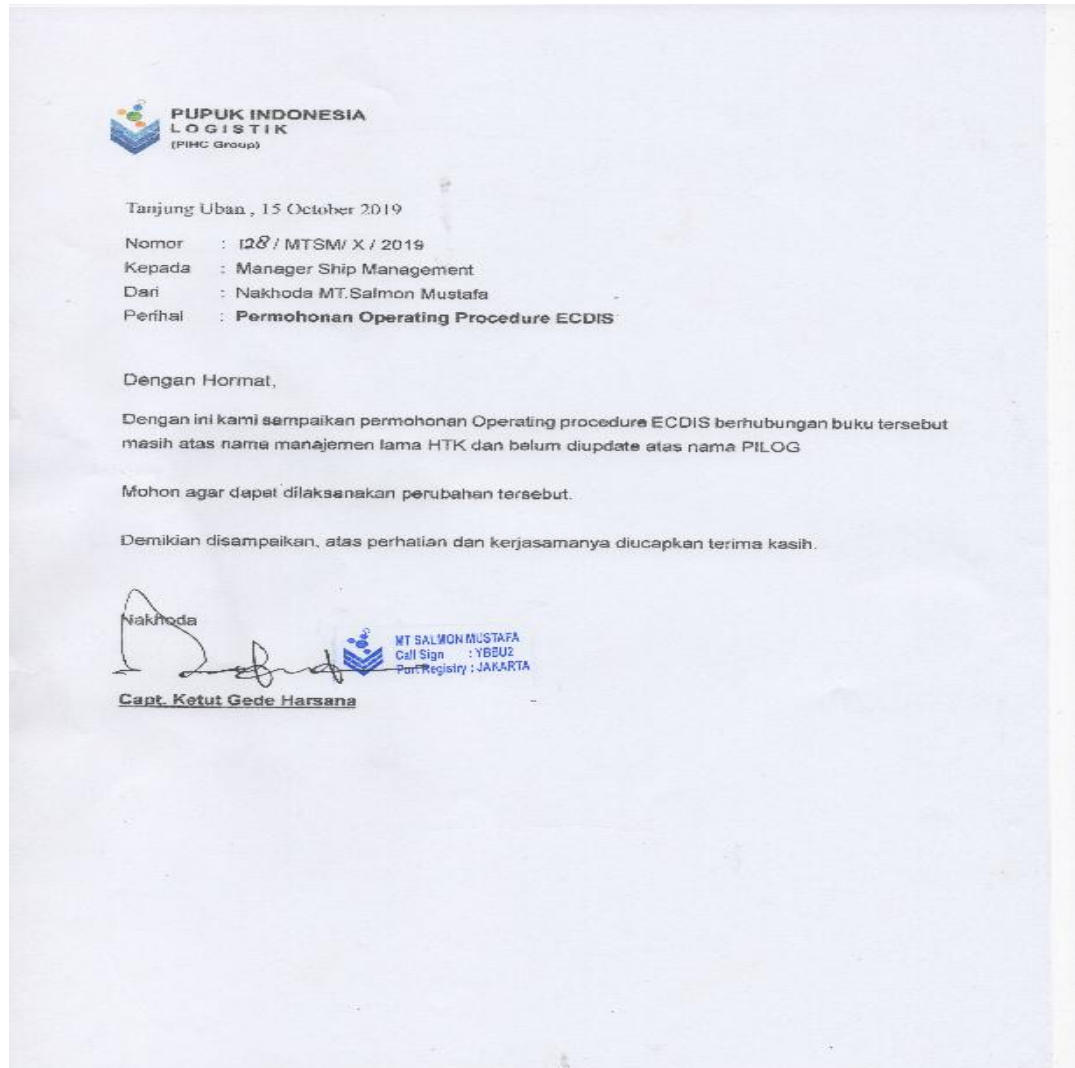 PUPUK INDONESIA
LOGISTIK
(PIHC Group)
Tanjung Uban , 15 October 2019
Nomor : 128 / MTSM/ X / 2019
Kepada : Manager Ship Management
Dari : Nakhoda MT.Salmon Mustafa
Perihal : Permohonan Operating Procedure ECDIS
Dengan Hormat,
Dengan ini kami sampaikan permohonan Operating procedure ECDIS berhubungan buku tersebut
masih atas nama manajemen lama HTK dan belum diupdate atas nama PILOG
Mohon agar dapat dilaksanakan perubahan tersebut.
Demikian disampaikan, atas perhatian dan kerjasamanya diucapkan terima kasih.
Nakhoda
MT SALMON MUSTAFA
Call Sign : YBBU2
Port Registry : JAKARTA
Capt. Ketut Gede Harsana